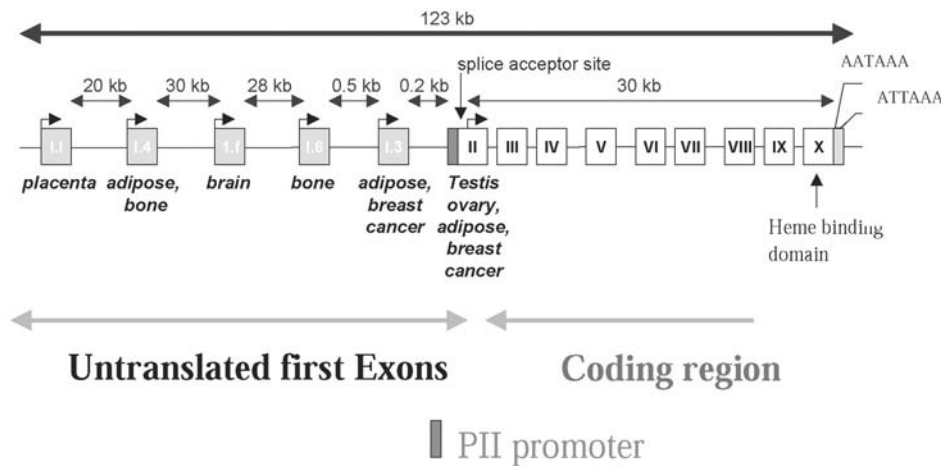 123 kb
AATAAA
splice acceptor site
20 kb 30 kb 28 kb 0.5 kb 0.2 kb 30 kb
ATTAAA
I.I I.4 1.f I.6 I.3 II III IV V VI VII VIII IX X
placenta adipose, brain bone adipose, Testis
bone breast ovary,
cancer adipose,
breast
cancer
Heme binding
domain
Untranslated first Exons Coding region
PII promoter